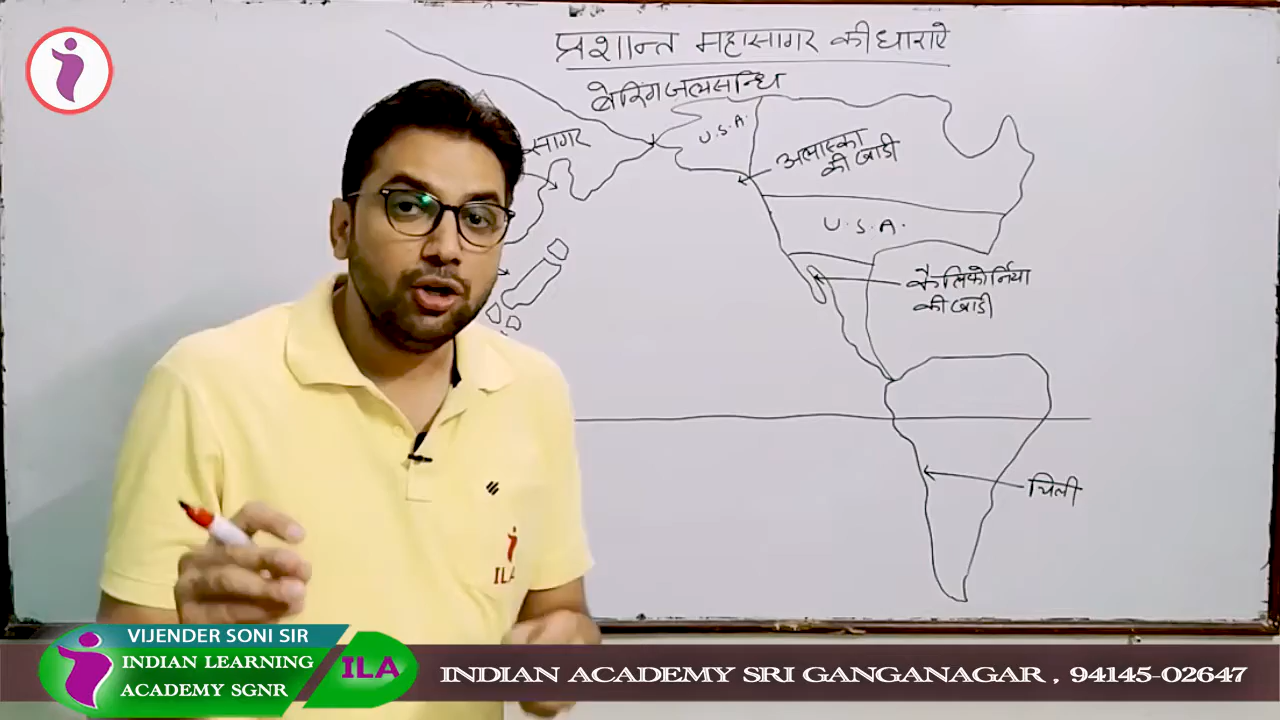 प्रशान्त महासागर की धाराऐ
बेरिंग जलसन्धि
सागर
U.S.A.
अलास्का
की खाड़ी
U.S.A.
कैलिफोर्निया
की खाडी
चिली
ILA
VIJENDER SONI SIR
INDIAN LEARNING
ACADEMY SGNR
ILA
INDIAN ACADEMY SRI GANGANAGAR , 94145-02647